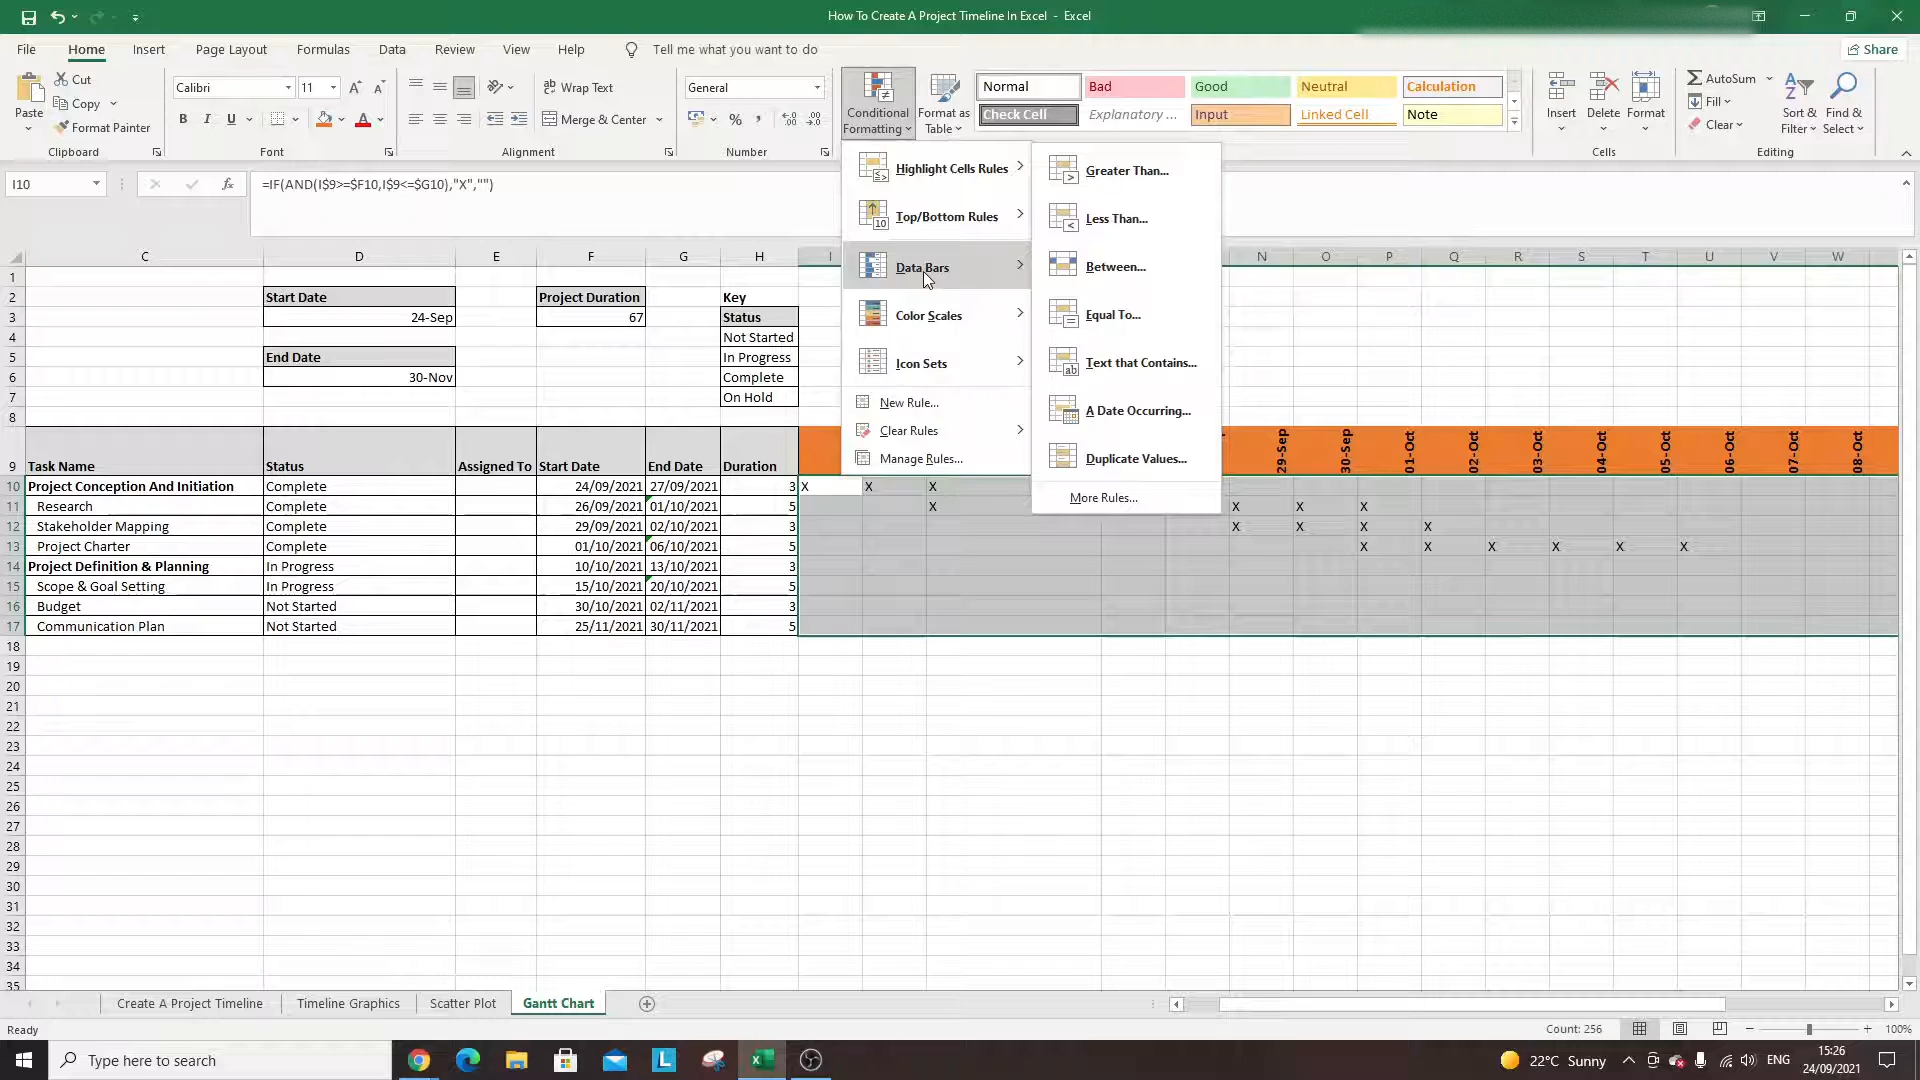 How To Create A Project Timeline In Excel - Excel
File Home Insert Page Layout Formulas Data Review View Help Tell me what you want to do Share
Paste Cut Copy Format Painter Clipboard
Calibri 11 A A B I U A Font
Wrap Text Merge & Center Alignment
General % , .00 Number
Conditional Formatting Format as Table
Normal Bad Good Neutral Calculation
Check Cell Explanatory ... Input Linked Cell Note
Insert Delete Format Cells
AutoSum Fill Clear Sort & Filter Find & Select Editing
I10 fx =IF(AND(I$9>=$F10,I$9<=$G10),"X","")
Highlight Cells Rules
Top/Bottom Rules
Data Bars
Color Scales
Icon Sets
New Rule...
Clear Rules
Manage Rules...
Greater Than...
Less Than...
Between...
Equal To...
Text that Contains...
A Date Occurring...
Duplicate Values...
More Rules...
C D E F G H I N O P Q R S T U V W
1
2 Start Date Project Duration Key
3 24-Sep 67 Status
4 Not Started
5 End Date In Progress
6 30-Nov Complete
7 On Hold
8
9 Task Name Status Assigned To Start Date End Date Duration 29-Sep 30-Sep 01-Oct 02-Oct 03-Oct 04-Oct 05-Oct 06-Oct 07-Oct 08-Oct
10 Project Conception And Initiation Complete 24/09/2021 27/09/2021 3 X X X
11 Research Complete 26/09/2021 01/10/2021 5 X X X X
12 Stakeholder Mapping Complete 29/09/2021 02/10/2021 3 X X X X
13 Project Charter Complete 01/10/2021 06/10/2021 5 X X X X X X
14 Project Definition & Planning In Progress 10/10/2021 13/10/2021 3
15 Scope & Goal Setting In Progress 15/10/2021 20/10/2021 5
16 Budget Not Started 30/10/2021 02/11/2021 3
17 Communication Plan Not Started 25/11/2021 30/11/2021 5
18
19
20
21
22
23
24
25
26
27
28
29
30
31
32
33
34
35
Create A Project Timeline Timeline Graphics Scatter Plot Gantt Chart
Ready Count: 256 100%
Type here to search 22°C Sunny ENG 15:26
24/09/2021